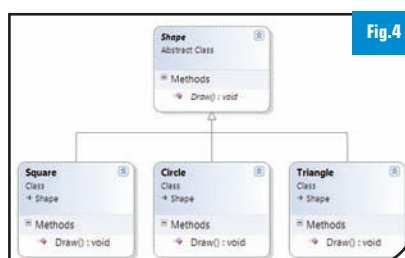 Fig.4
Shape
Abstract Class
Methods
Draw() : void
Square
Class
Shape
Methods
Draw() : void
Circle
Class
Shape
Methods
Draw() : void
Triangle
Class
Shape
Methods
Draw() : void